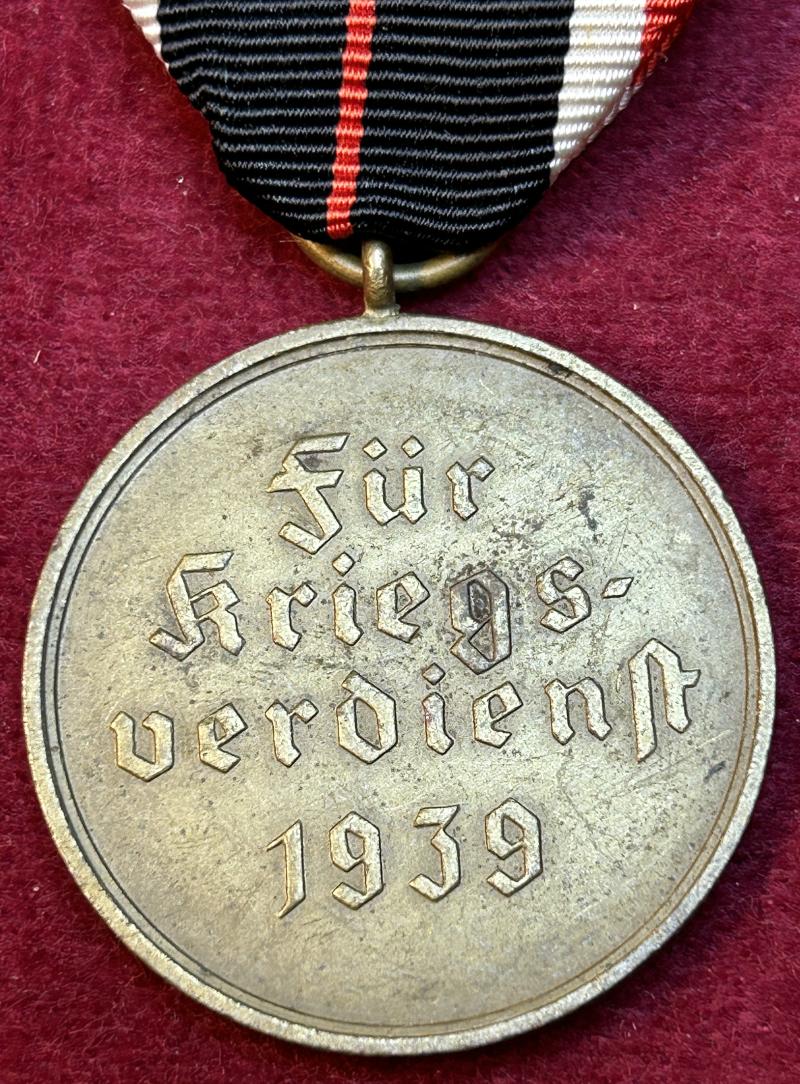 Für
Kriegs-
verdienst
1939